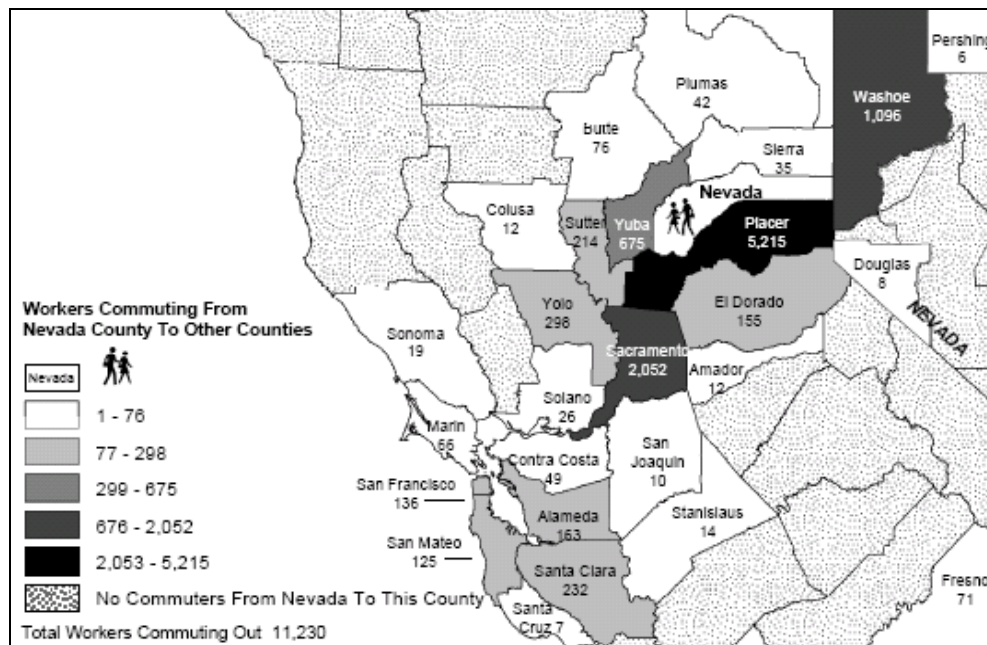 Pershing
6
Washoe
1,096
Plumas
42
Butte
76
Sierra
35
Nevada
Colusa
12
Sutter
214
Yuba
675
Placer
5,215
Douglas
8
NEVADA
Yolo
298
El Dorado
155
Sonoma
19
Sacramento
2,052
Amador
12
Solano
26
Marin
66
Contra Costa
49
San
Joaquin
10
San Francisco
136
Alameda
163
Stanislaus
14
San Mateo
125
Santa Clara
232
Fresno
71
Santa
Cruz 7
Workers Commuting From
Nevada County To Other Counties
Nevada
1 - 76
77 - 298
299 - 675
676 - 2,052
2,053 - 5,215
No Commuters From Nevada To This County
Total Workers Commuting Out 11,230